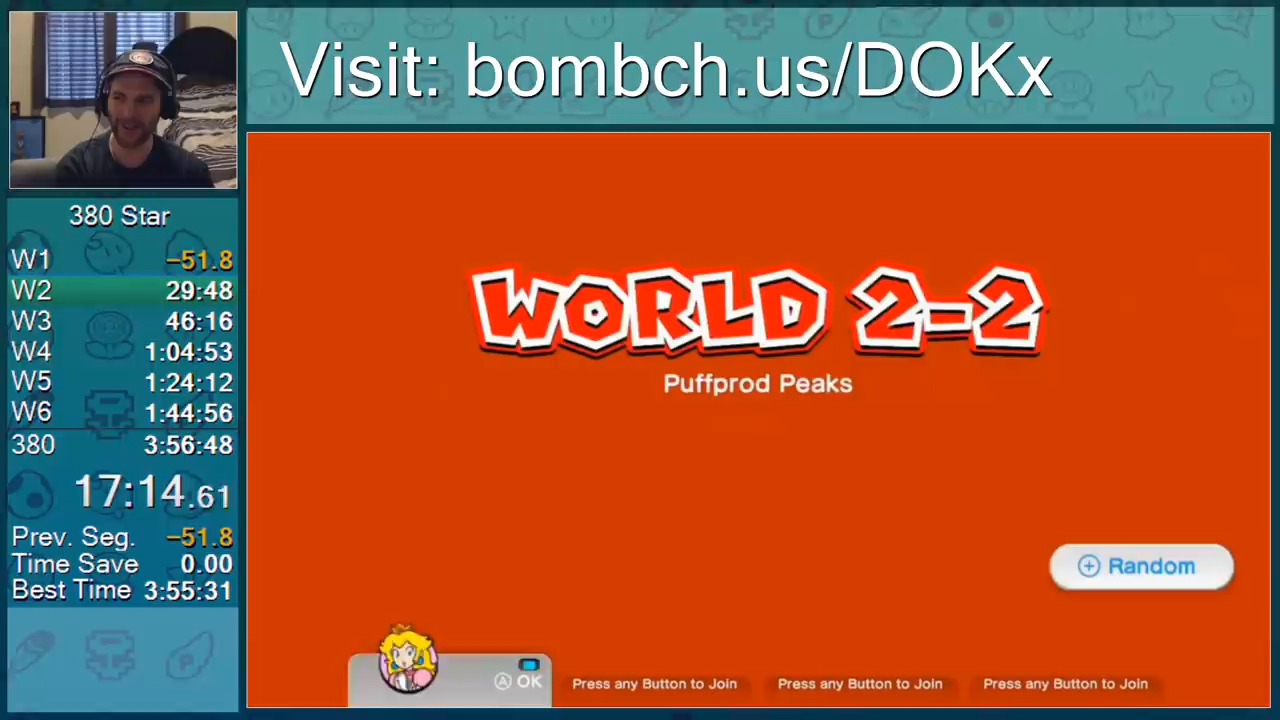 Visit: bombch.us/DOKx
380 Star
W1 −51.8
W2 29:48
W3 46:16
W4 1:04:53
W5 1:24:12
W6 1:44:56
380 3:56:48
17:14.61
Prev. Seg. −51.8
Time Save 0.00
Best Time 3:55:31
WORLD 2-2
Puffprod Peaks
Random
A OK
Press any Button to Join
Press any Button to Join
Press any Button to Join